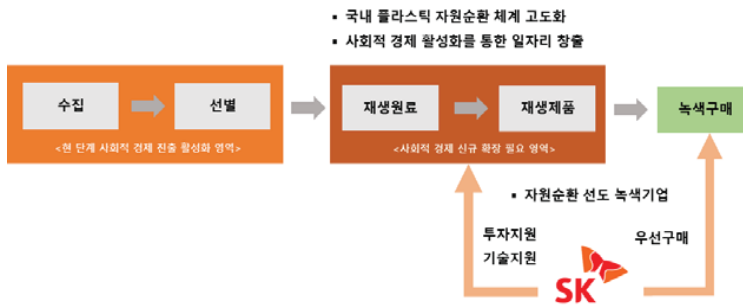 ▪ 국내 플라스틱 자원순환 체계 고도화
▪ 사회적 경제 활성화를 통한 일자리 창출
수집
선별
재생원료
재생제품
녹색구매
<현 단계 사회적 경제 진출 활성화 영역>
<사회적 경제 신규 확장 필요 영역>
▪ 자원순환 선도 녹색기업
투자지원
기술지원
우선구매
SK